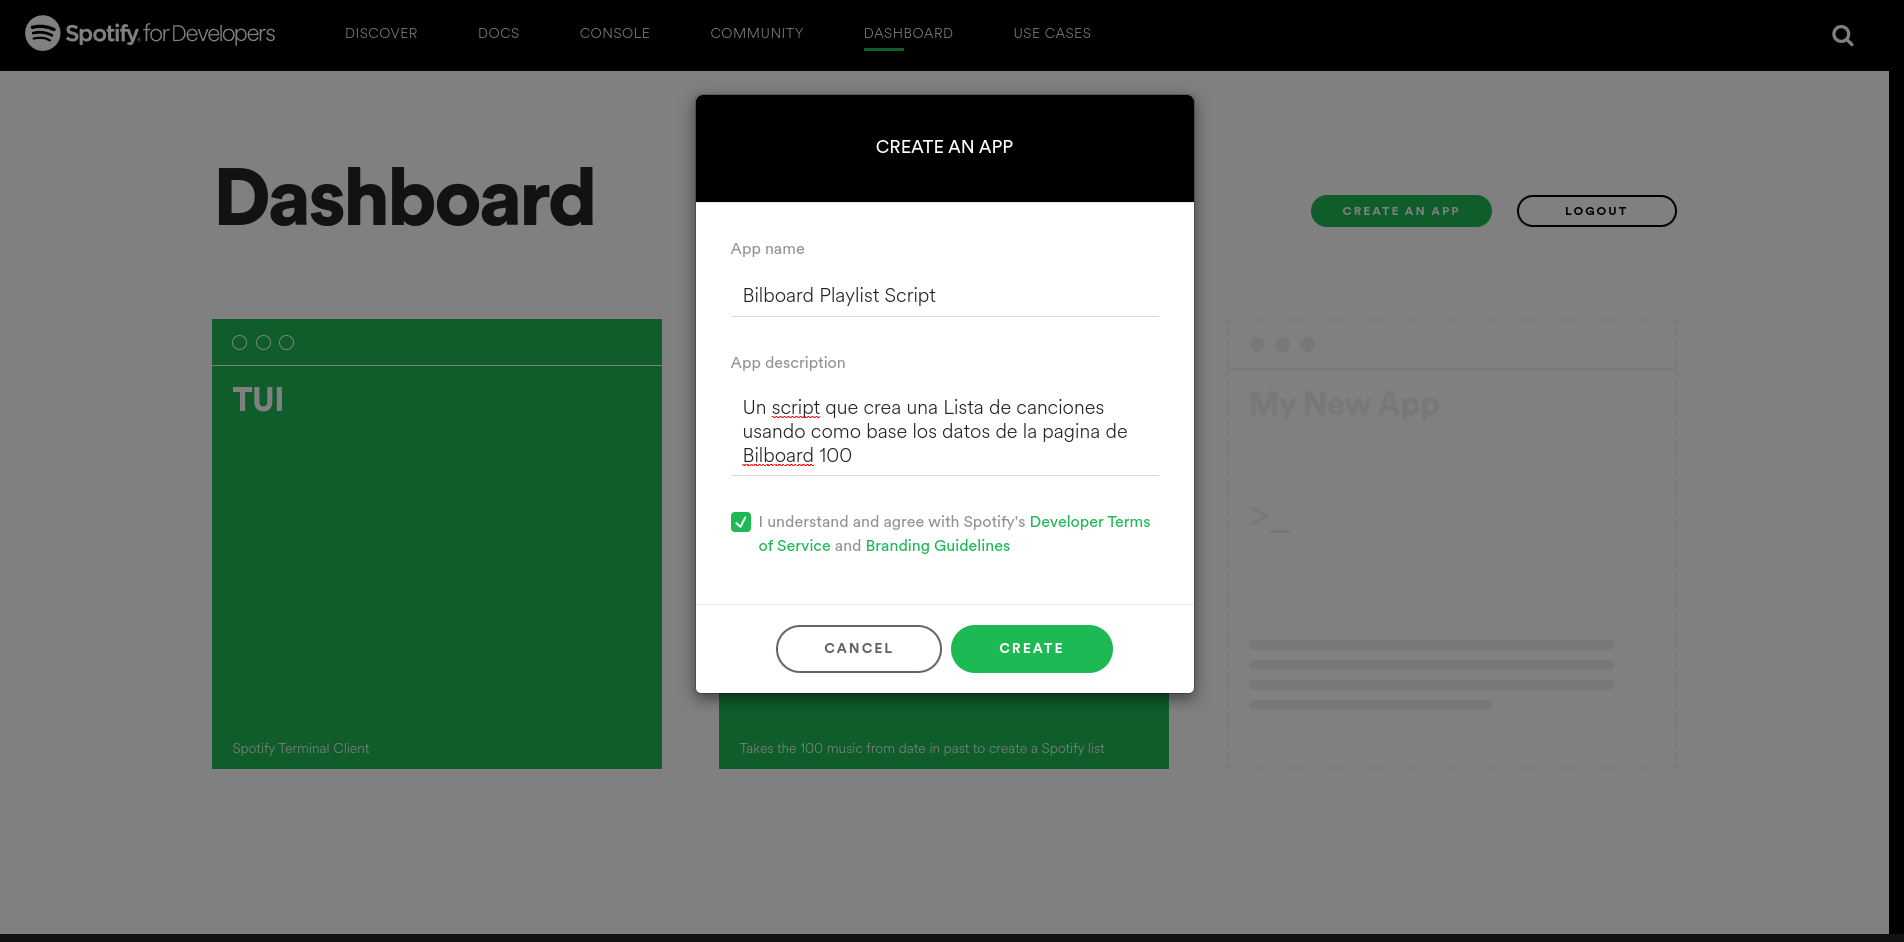 Spotify for Developers
DISCOVER
DOCS
CONSOLE
COMMUNITY
DASHBOARD
USE CASES
Dashboard
CREATE AN APP
LOGOUT
CREATE AN APP
App name
Bilboard Playlist Script
App description
Un script que crea una Lista de canciones
usando como base los datos de la pagina de
Bilboard 100
I understand and agree with Spotify's Developer Terms
of Service and Branding Guidelines
CANCEL
CREATE
TUI
Spotify Terminal Client
Takes the 100 music from date in past to create a Spotify list
My New App
>_